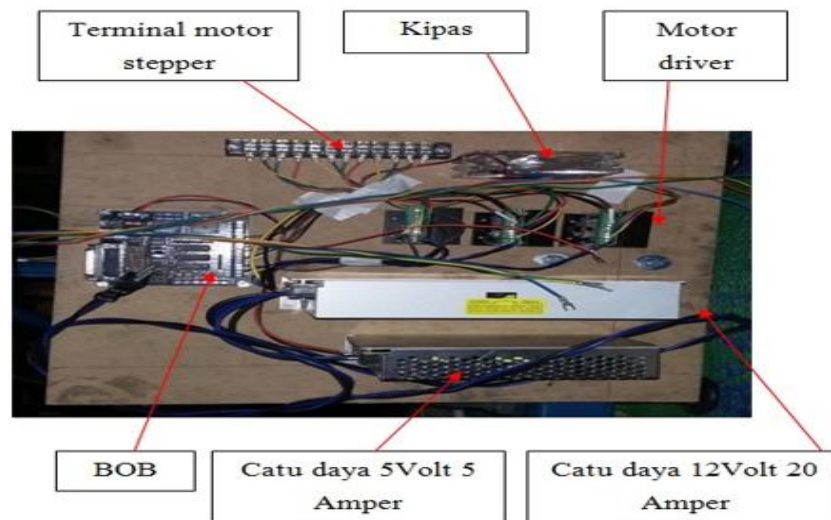 Terminal motor
stepper
Kipas
Motor
driver
BOB
Catu daya 5Volt 5
Amper
Catu daya 12Volt 20
Amper